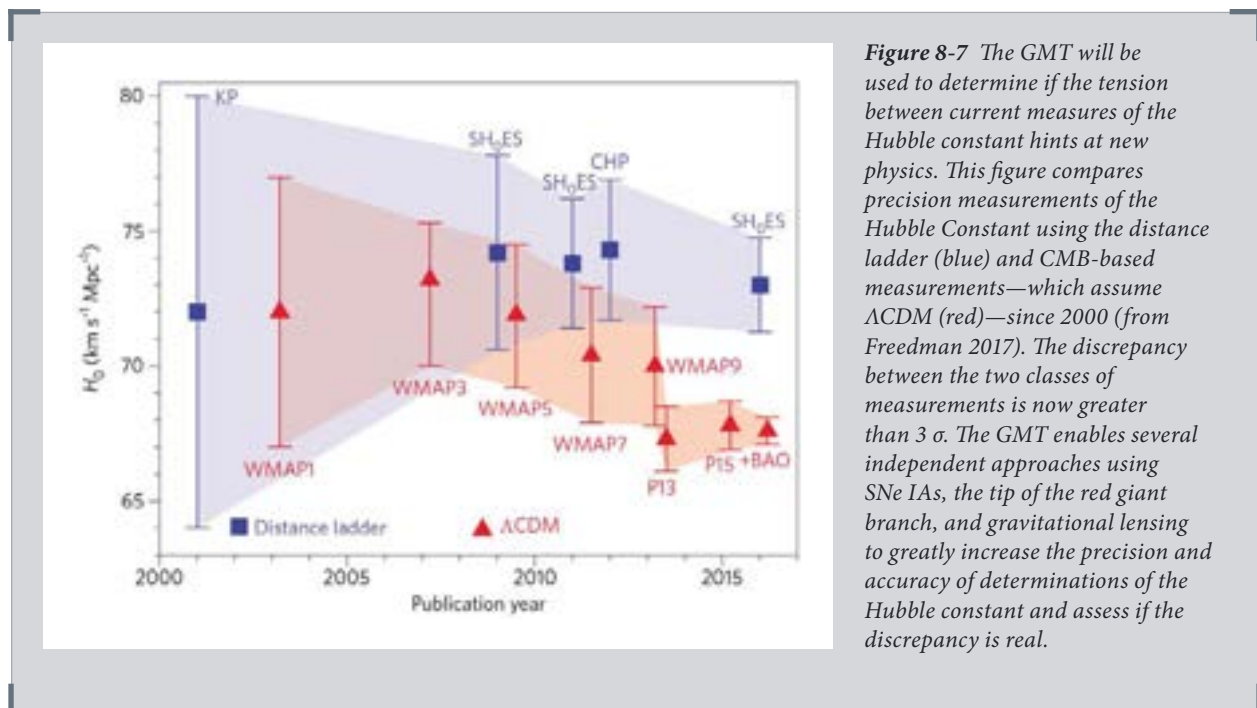 80
KP
SH₀ES
CHP
SH₀ES
75
SH₀ES
H₀ (km s⁻¹ Mpc⁻¹)
70
WMAP9
WMAP3
WMAP5
WMAP7
WMAP1
P15 +BAO
P13
65
Distance ladder
ΛCDM
2000 2005 2010 2015
Publication year
Figure 8-7 The GMT will be
used to determine if the tension
between current measures of the
Hubble constant hints at new
physics. This figure compares
precision measurements of the
Hubble Constant using the distance
ladder (blue) and CMB-based
measurements—which assume
ΛCDM (red)—since 2000 (from
Freedman 2017). The discrepancy
between the two classes of
measurements is now greater
than 3 σ. The GMT enables several
independent approaches using
SNe IAs, the tip of the red giant
branch, and gravitational lensing
to greatly increase the precision and
accuracy of determinations of the
Hubble constant and assess if the
discrepancy is real.